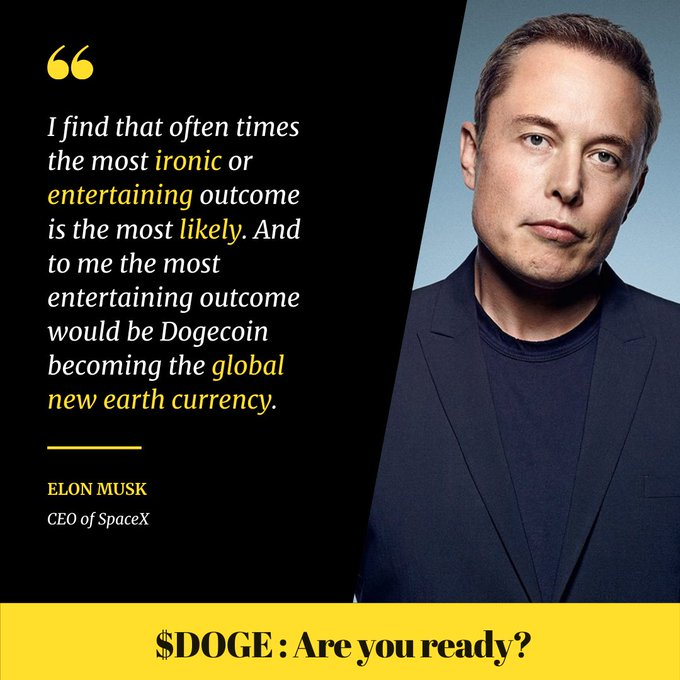 I find that often times
the most ironic or
entertaining outcome
is the most likely. And
to me the most
entertaining outcome
would be Dogecoin
becoming the global
new earth currency.
ELON MUSK
CEO of SpaceX
$DOGE : Are you ready?